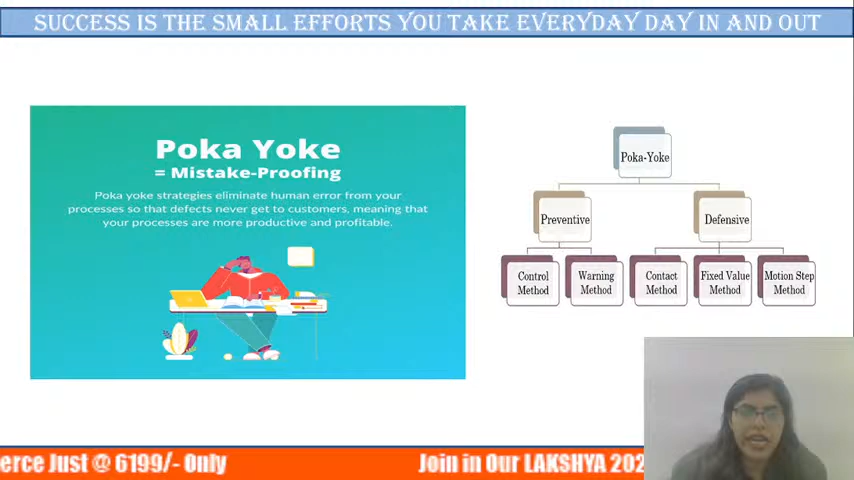 SUCCESS IS THE SMALL EFFORTS YOU TAKE EVERYDAY DAY IN AND OUT
Poka Yoke
= Mistake-Proofing
Poka yoke strategies eliminate human error from your
processes so that defects never get to customers, meaning that
your processes are more productive and profitable.
Poka-Yoke
Preventive
Defensive
Control
Method
Warning
Method
Contact
Method
Fixed Value
Method
Motion Step
Method
erce Just @ 6199/- Only
Join in Our LAKSHYA 202